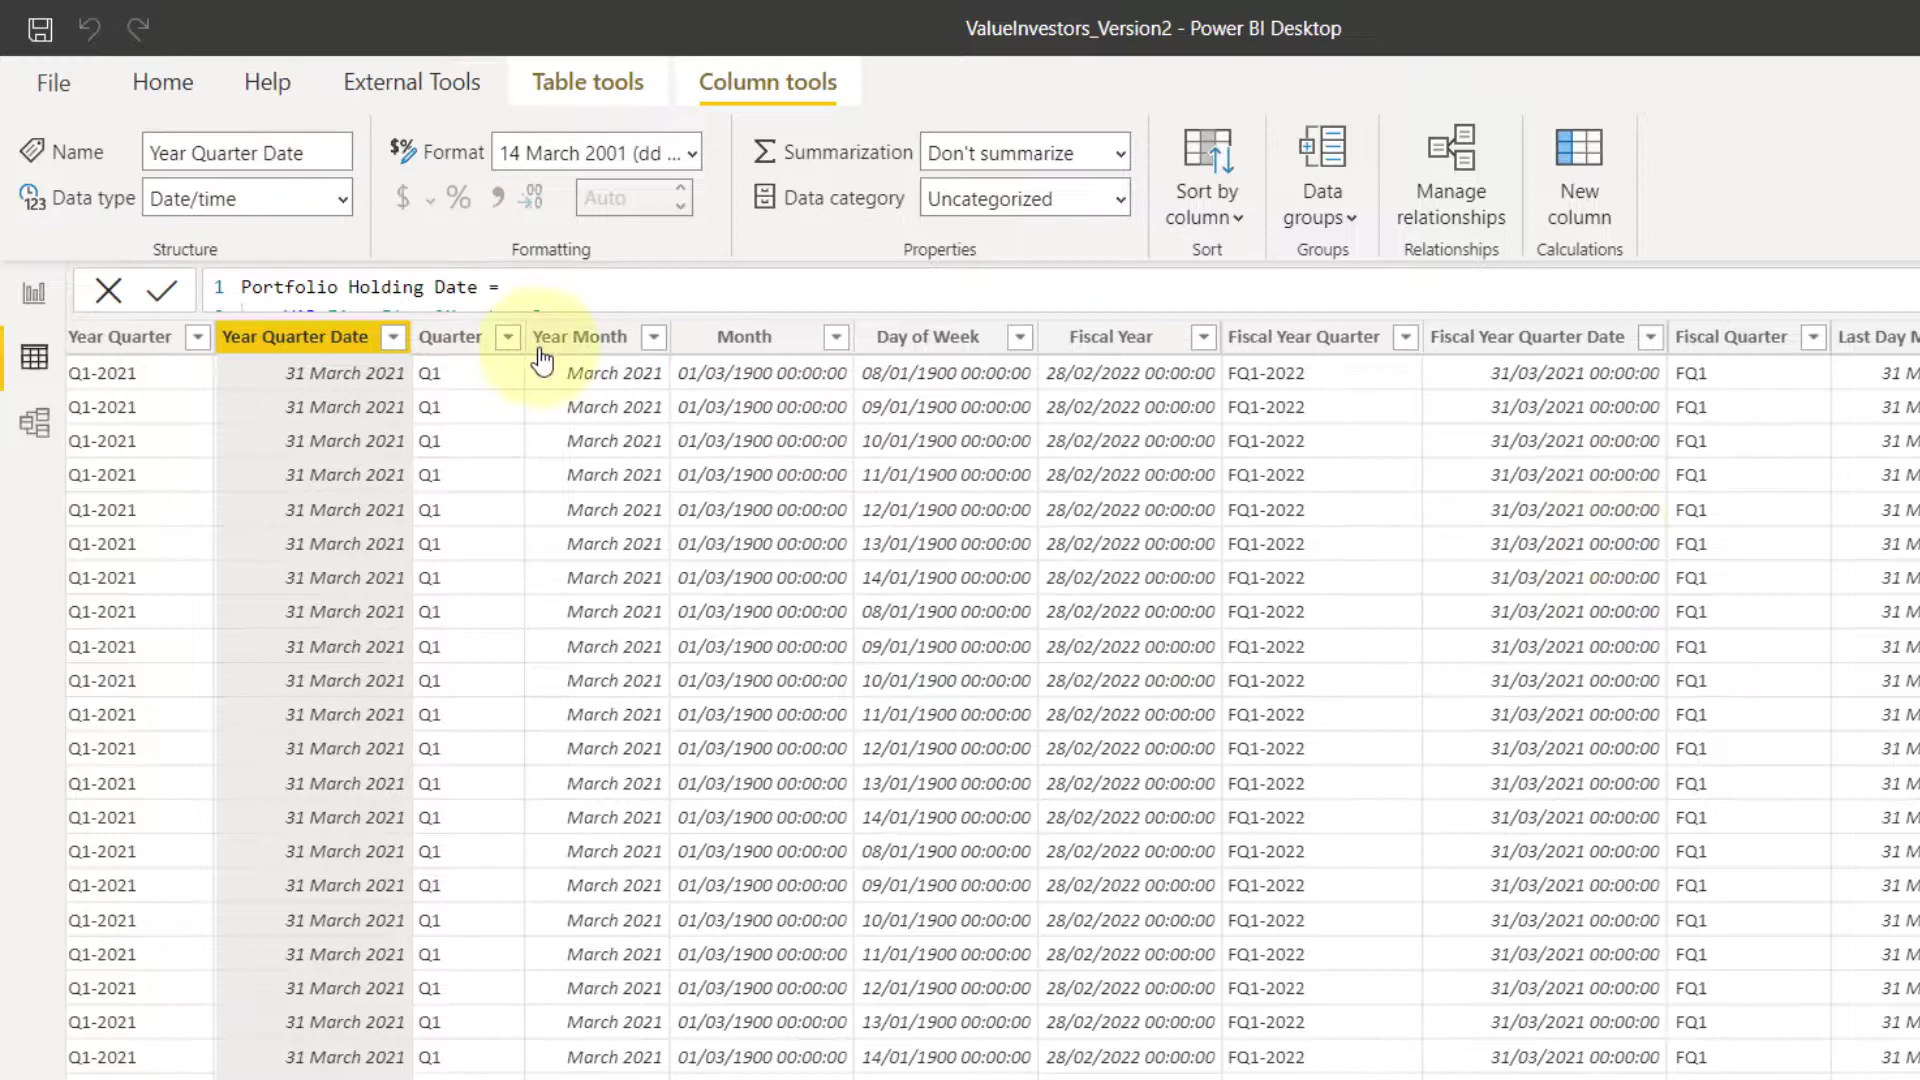 ValueInvestors_Version2 - Power BI Desktop
File Home Help External Tools Table tools Column tools
Name Year Quarter Date $% Format 14 March 2001 (dd ... Summarization Don't summarize Sort by column Data groups Manage relationships New column
123 Data type Date/time $ % 9 .00 Auto Data category Uncategorized
Structure Formatting Properties Sort Groups Relationships Calculations
1 Portfolio Holding Date =
Year Quarter Year Quarter Date Quarter Year Month Month Day of Week Fiscal Year Fiscal Year Quarter Fiscal Year Quarter Date Fiscal Quarter Last Day M
Q1-2021 31 March 2021 Q1 March 2021 01/03/1900 00:00:00 08/01/1900 00:00:00 28/02/2022 00:00:00 FQ1-2022 31/03/2021 00:00:00 FQ1 31 M
Q1-2021 31 March 2021 Q1 March 2021 01/03/1900 00:00:00 09/01/1900 00:00:00 28/02/2022 00:00:00 FQ1-2022 31/03/2021 00:00:00 FQ1 31 M
Q1-2021 31 March 2021 Q1 March 2021 01/03/1900 00:00:00 10/01/1900 00:00:00 28/02/2022 00:00:00 FQ1-2022 31/03/2021 00:00:00 FQ1 31 M
Q1-2021 31 March 2021 Q1 March 2021 01/03/1900 00:00:00 11/01/1900 00:00:00 28/02/2022 00:00:00 FQ1-2022 31/03/2021 00:00:00 FQ1 31 M
Q1-2021 31 March 2021 Q1 March 2021 01/03/1900 00:00:00 12/01/1900 00:00:00 28/02/2022 00:00:00 FQ1-2022 31/03/2021 00:00:00 FQ1 31 M
Q1-2021 31 March 2021 Q1 March 2021 01/03/1900 00:00:00 13/01/1900 00:00:00 28/02/2022 00:00:00 FQ1-2022 31/03/2021 00:00:00 FQ1 31 M
Q1-2021 31 March 2021 Q1 March 2021 01/03/1900 00:00:00 14/01/1900 00:00:00 28/02/2022 00:00:00 FQ1-2022 31/03/2021 00:00:00 FQ1 31 M
Q1-2021 31 March 2021 Q1 March 2021 01/03/1900 00:00:00 08/01/1900 00:00:00 28/02/2022 00:00:00 FQ1-2022 31/03/2021 00:00:00 FQ1 31 M
Q1-2021 31 March 2021 Q1 March 2021 01/03/1900 00:00:00 09/01/1900 00:00:00 28/02/2022 00:00:00 FQ1-2022 31/03/2021 00:00:00 FQ1 31 M
Q1-2021 31 March 2021 Q1 March 2021 01/03/1900 00:00:00 10/01/1900 00:00:00 28/02/2022 00:00:00 FQ1-2022 31/03/2021 00:00:00 FQ1 31 M
Q1-2021 31 March 2021 Q1 March 2021 01/03/1900 00:00:00 11/01/1900 00:00:00 28/02/2022 00:00:00 FQ1-2022 31/03/2021 00:00:00 FQ1 31 M
Q1-2021 31 March 2021 Q1 March 2021 01/03/1900 00:00:00 12/01/1900 00:00:00 28/02/2022 00:00:00 FQ1-2022 31/03/2021 00:00:00 FQ1 31 M
Q1-2021 31 March 2021 Q1 March 2021 01/03/1900 00:00:00 13/01/1900 00:00:00 28/02/2022 00:00:00 FQ1-2022 31/03/2021 00:00:00 FQ1 31 M
Q1-2021 31 March 2021 Q1 March 2021 01/03/1900 00:00:00 14/01/1900 00:00:00 28/02/2022 00:00:00 FQ1-2022 31/03/2021 00:00:00 FQ1 31 M
Q1-2021 31 March 2021 Q1 March 2021 01/03/1900 00:00:00 08/01/1900 00:00:00 28/02/2022 00:00:00 FQ1-2022 31/03/2021 00:00:00 FQ1 31 M
Q1-2021 31 March 2021 Q1 March 2021 01/03/1900 00:00:00 09/01/1900 00:00:00 28/02/2022 00:00:00 FQ1-2022 31/03/2021 00:00:00 FQ1 31 M
Q1-2021 31 March 2021 Q1 March 2021 01/03/1900 00:00:00 10/01/1900 00:00:00 28/02/2022 00:00:00 FQ1-2022 31/03/2021 00:00:00 FQ1 31 M
Q1-2021 31 March 2021 Q1 March 2021 01/03/1900 00:00:00 11/01/1900 00:00:00 28/02/2022 00:00:00 FQ1-2022 31/03/2021 00:00:00 FQ1 31 M
Q1-2021 31 March 2021 Q1 March 2021 01/03/1900 00:00:00 12/01/1900 00:00:00 28/02/2022 00:00:00 FQ1-2022 31/03/2021 00:00:00 FQ1 31 M
Q1-2021 31 March 2021 Q1 March 2021 01/03/1900 00:00:00 13/01/1900 00:00:00 28/02/2022 00:00:00 FQ1-2022 31/03/2021 00:00:00 FQ1 31 M
Q1-2021 31 March 2021 Q1 March 2021 01/03/1900 00:00:00 14/01/1900 00:00:00 28/02/2022 00:00:00 FQ1-2022 31/03/2021 00:00:00 FQ1 31 M